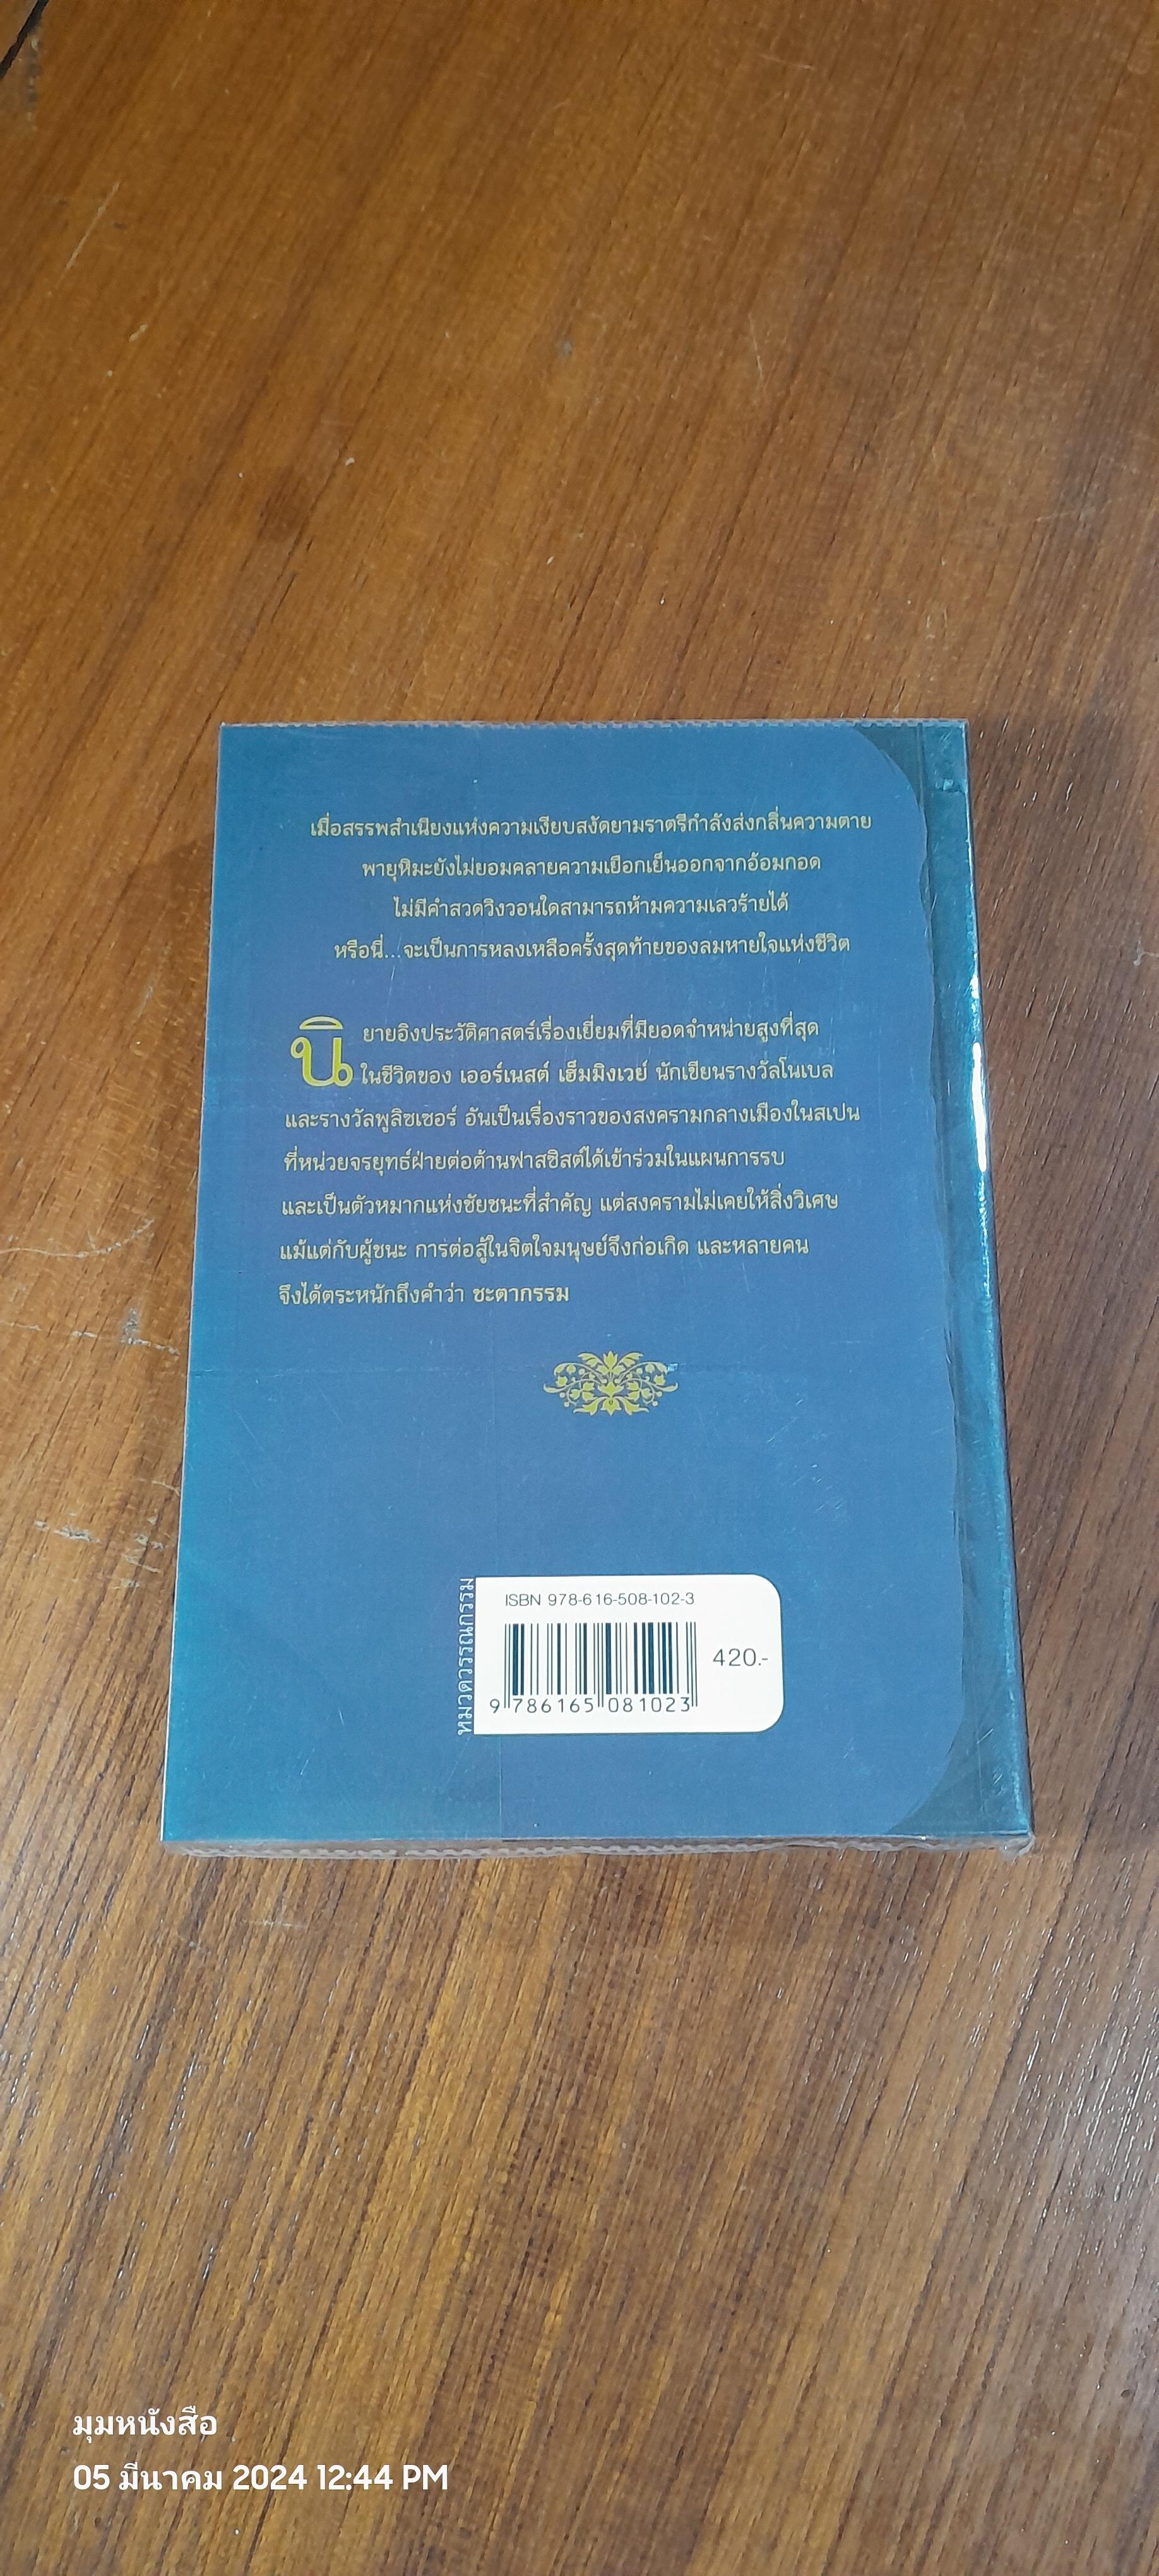 เมื่อสรรพสำเนียงแห่งความเงียบสงัดยามราตรีกำลังส่งกลิ่นความตาย
พายุหิมะยังไม่ยอมคลายความเยือกเย็นออกจากอ้อมกอด
ไม่มีคำสวดวิงวอนใดสามารถห้ามความเลวร้ายได้
หรือนี่...จะเป็นการหลงเหลือครั้งสุดท้ายของลมหายใจแห่งชีวิต
นิยายอิงประวัติศาสตร์เรื่องเยี่ยมที่มียอดจำหน่ายสูงที่สุด
ในชีวิตของ เออร์เนสต์ เฮ็มมิงเวย์ นักเขียนรางวัลโนเบล
และรางวัลพูลิซเซอร์ อันเป็นเรื่องราวของสงครามกลางเมืองในสเปน
ที่หน่วยจรยุทธ์ฝ่ายต่อต้านฟาสซิสต์ได้เข้าร่วมในแผนการรบ
และเป็นตัวหมากแห่งชัยชนะที่สำคัญ แต่สงครามไม่เคยให้สิ่งวิเศษ
แม้แต่กับผู้ชนะ การต่อสู้ในจิตใจมนุษย์จึงก่อเกิด และหลายคน
จึงได้ตระหนักถึงคำว่า ชะตากรรม
หมวดวรรณกรรม
ISBN 978-616-508-102-3
420.-
9 786165 081023
มุมหนังสือ
05 มีนาคม 2024 12:44 PM